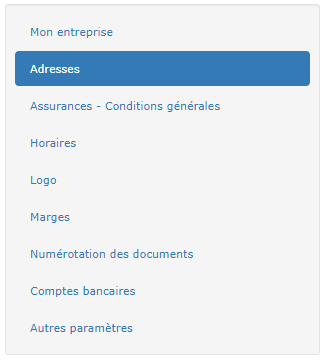 Mon entreprise
Adresses
Assurances - Conditions générales
Horaires
Logo
Marges
Numérotation des documents
Comptes bancaires
Autres paramètres